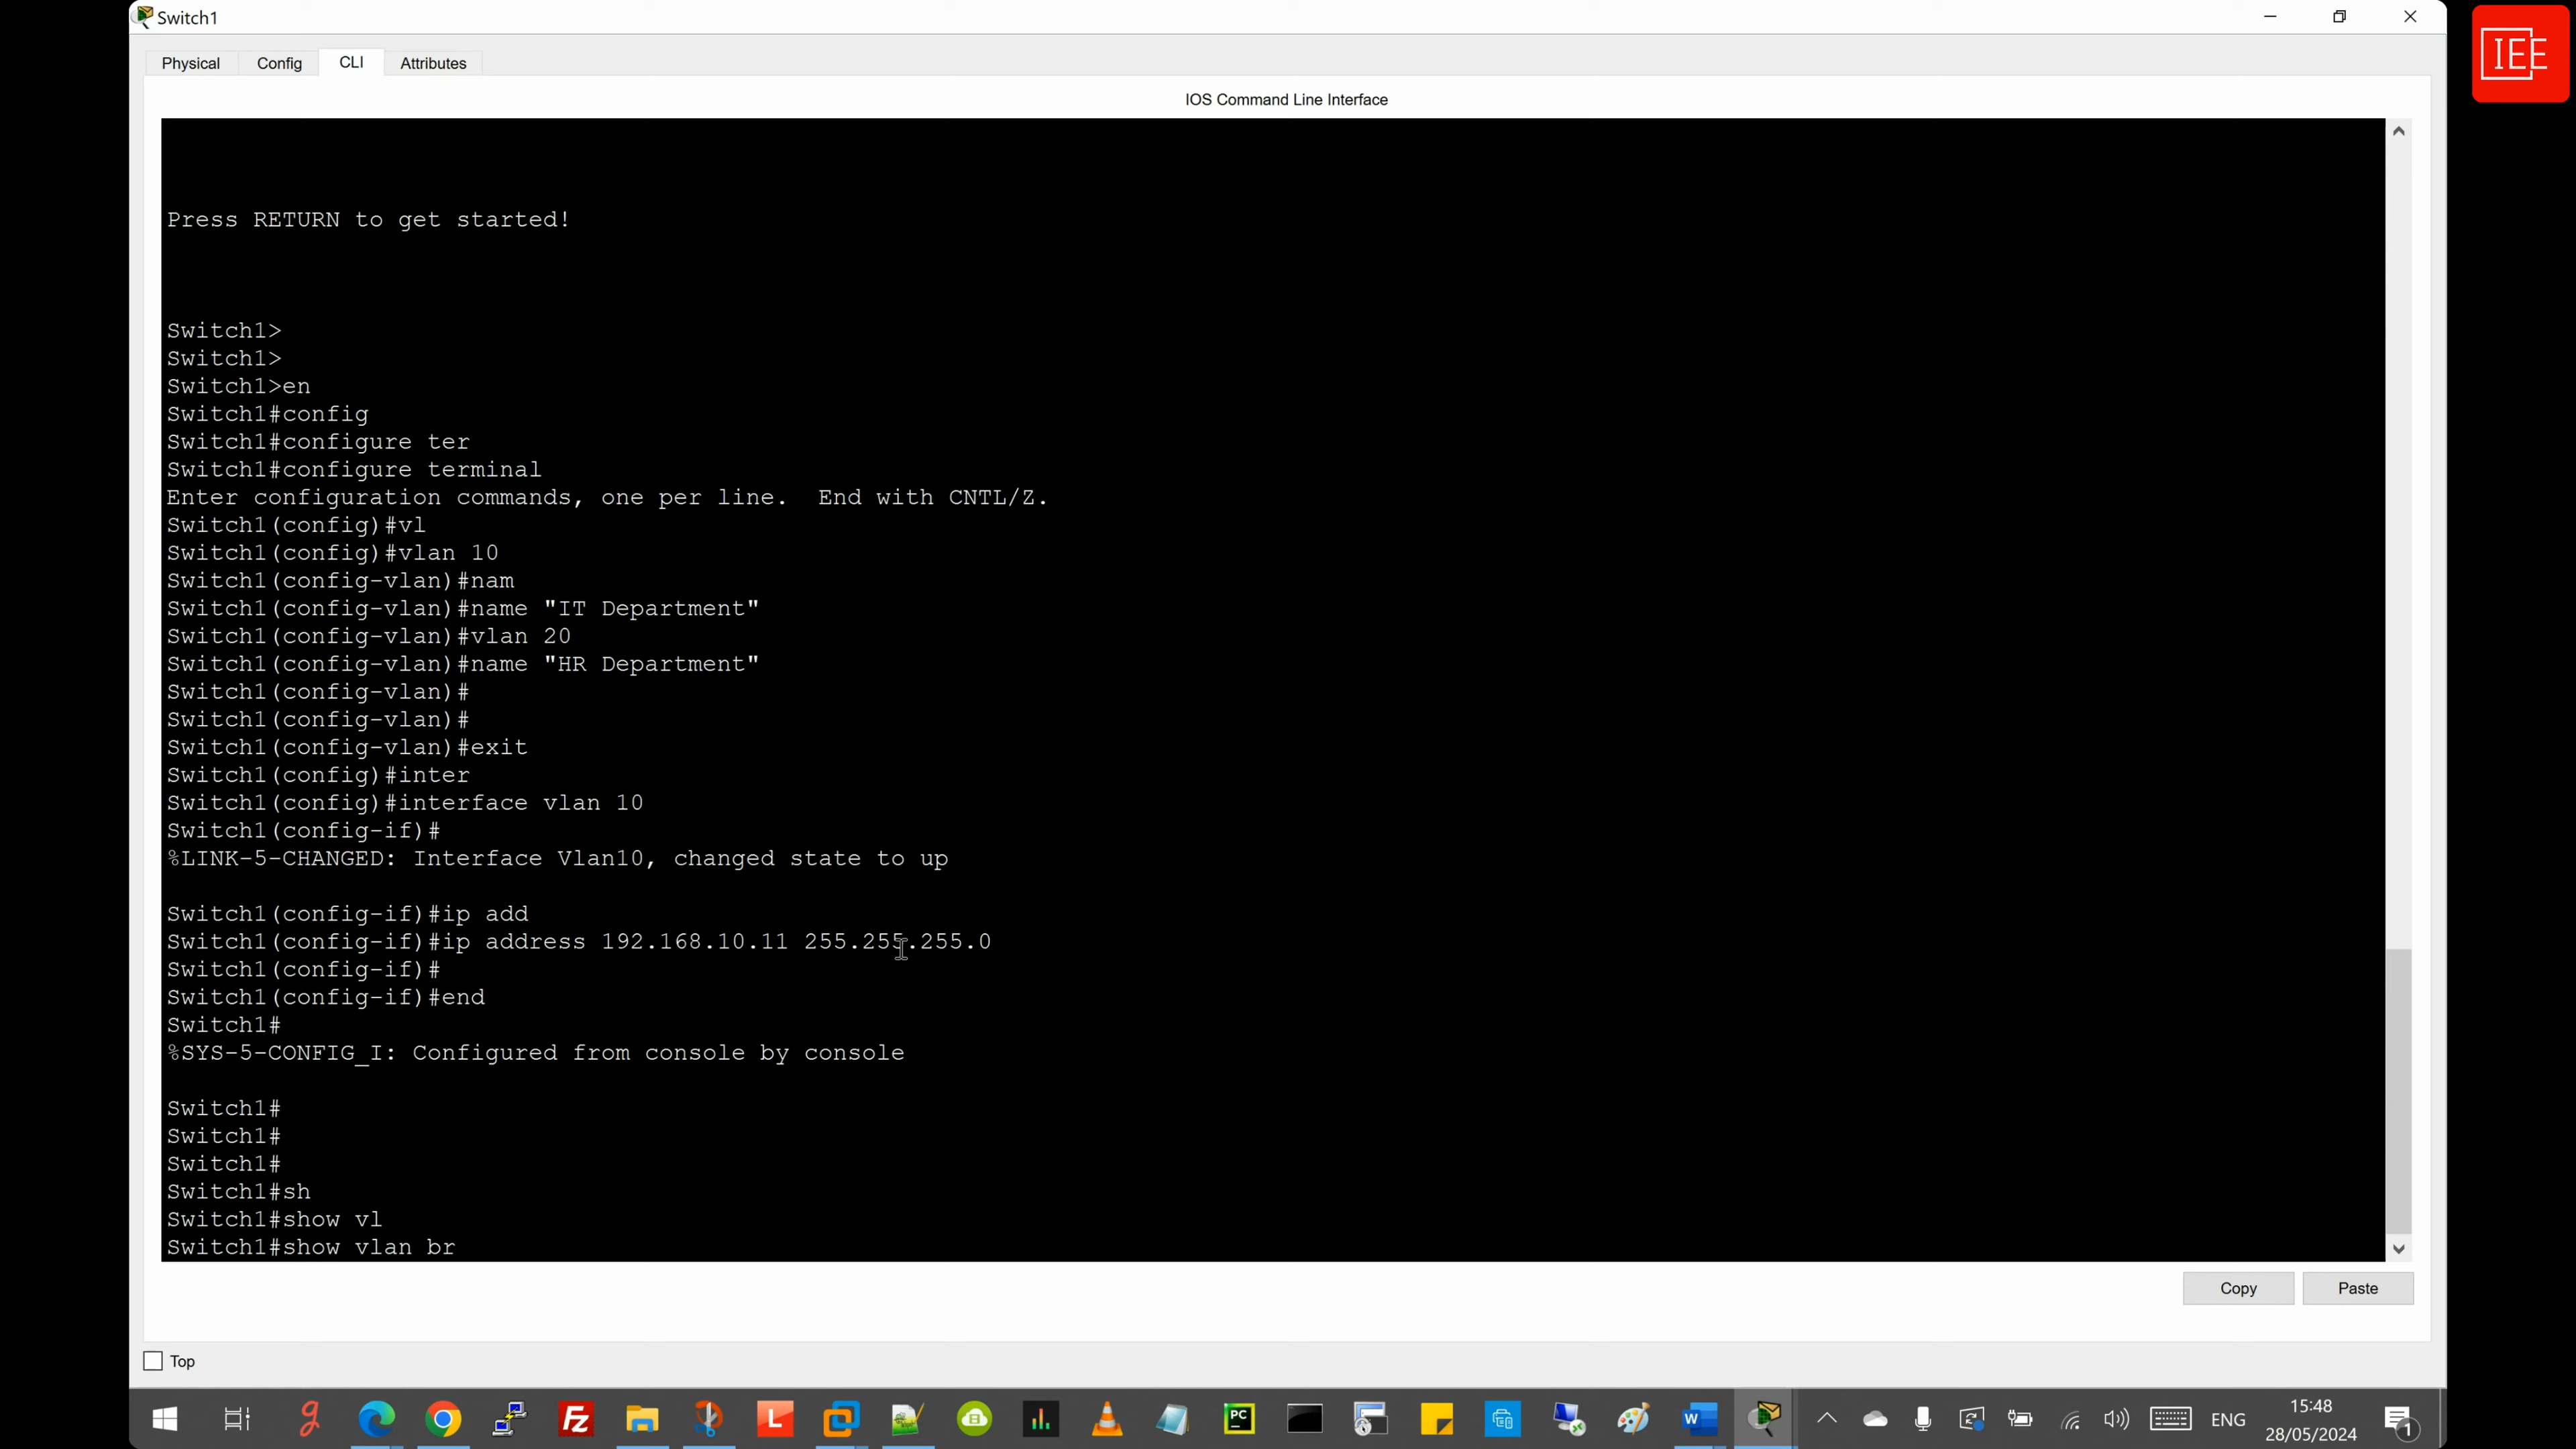 Switch1
IEE
Physical Config CLI Attributes
IOS Command Line Interface
Press RETURN to get started!
Switch1>
Switch1>
Switch1>en
Switch1#config
Switch1#configure ter
Switch1#configure terminal
Enter configuration commands, one per line.  End with CNTL/Z.
Switch1(config)#vl
Switch1(config)#vlan 10
Switch1(config-vlan)#nam
Switch1(config-vlan)#name "IT Department"
Switch1(config-vlan)#vlan 20
Switch1(config-vlan)#name "HR Department"
Switch1(config-vlan)#
Switch1(config-vlan)#
Switch1(config-vlan)#exit
Switch1(config)#inter
Switch1(config)#interface vlan 10
Switch1(config-if)#
%LINK-5-CHANGED: Interface Vlan10, changed state to up
Switch1(config-if)#ip add
Switch1(config-if)#ip address 192.168.10.11 255.255.255.0
Switch1(config-if)#
Switch1(config-if)#end
Switch1#
%SYS-5-CONFIG_I: Configured from console by console
Switch1#
Switch1#
Switch1#
Switch1#sh
Switch1#show vl
Switch1#show vlan br
Copy Paste
Top
g FZ L PC W ENG 15:48
28/05/2024 1